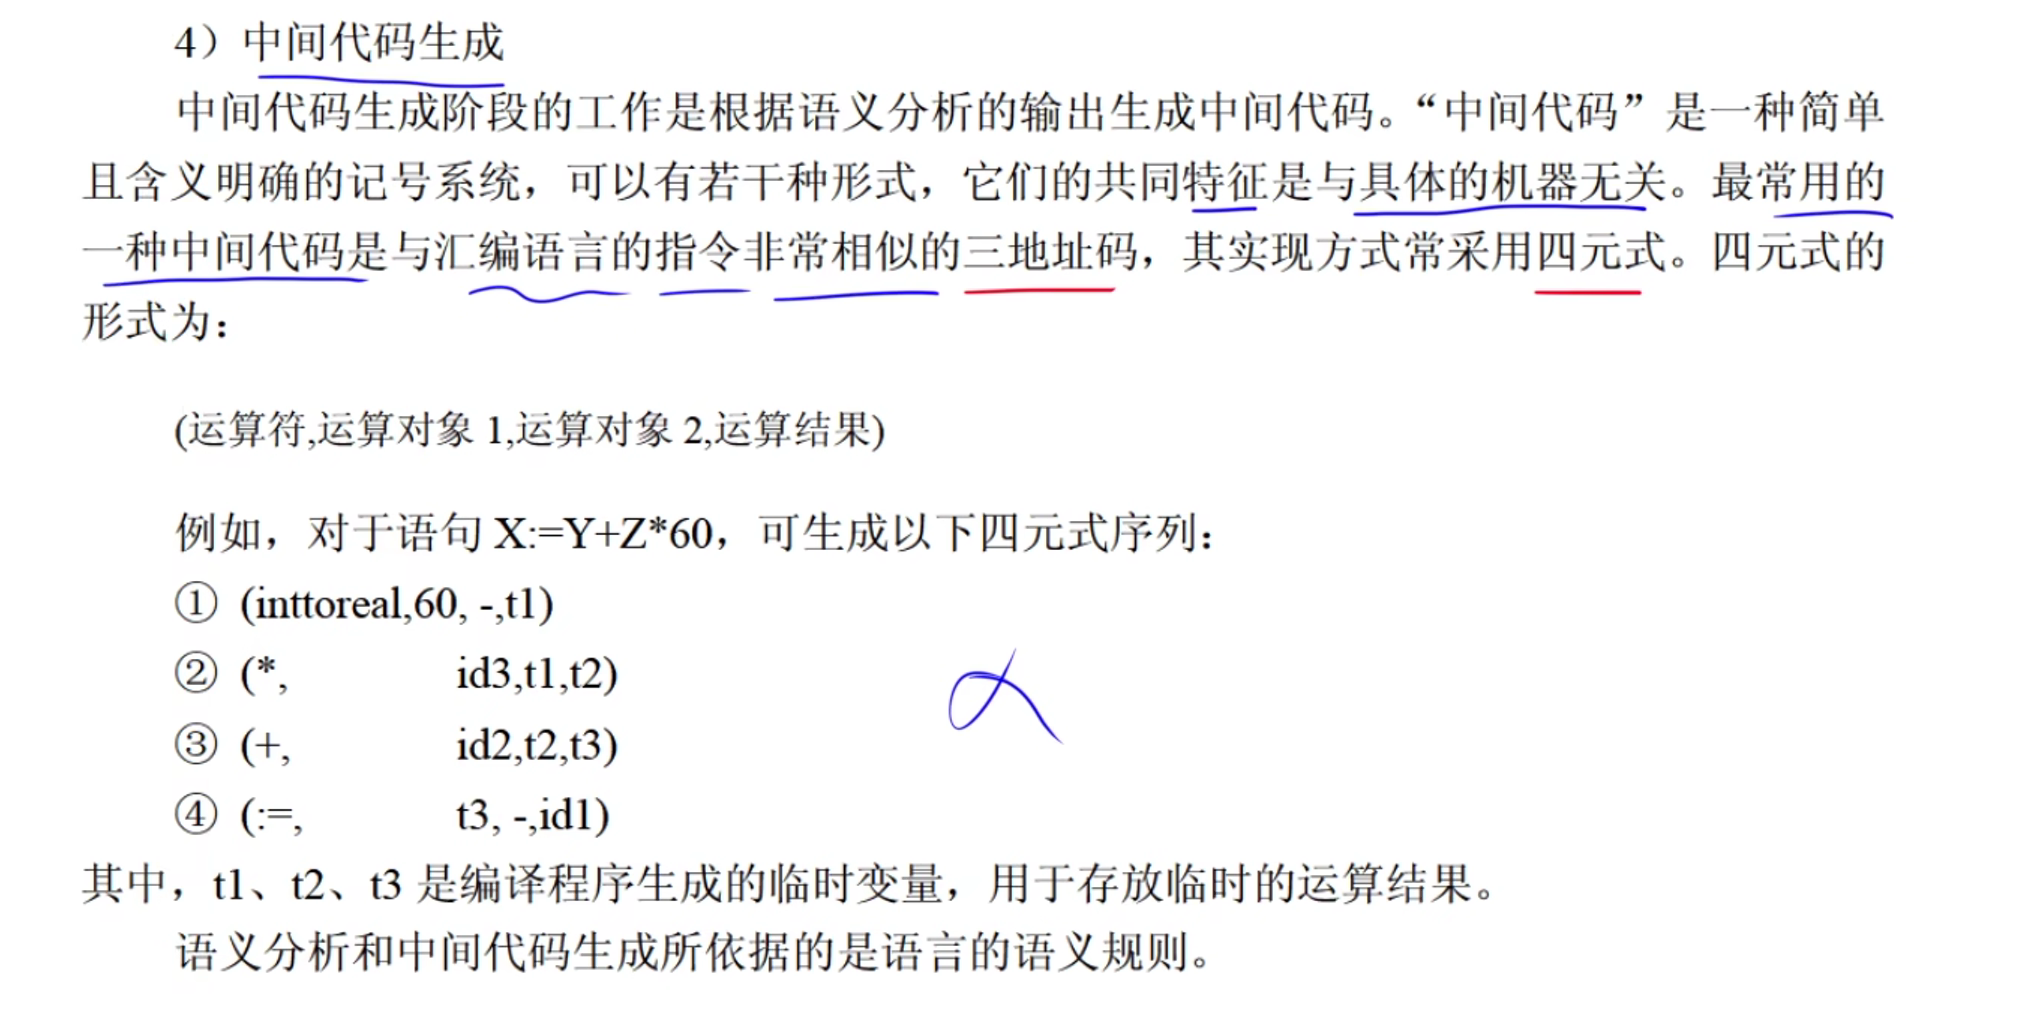 4）中间代码生成
中间代码生成阶段的工作是根据语义分析的输出生成中间代码。“中间代码”是一种简单
且含义明确的记号系统，可以有若干种形式，它们的共同特征是与具体的机器无关。最常用的
一种中间代码是与汇编语言的指令非常相似的三地址码，其实现方式常采用四元式。四元式的
形式为：
(运算符,运算对象 1,运算对象 2,运算结果)
例如，对于语句 X:=Y+Z*60，可生成以下四元式序列：
① (inttoreal,60, -,t1)
② (*, id3,t1,t2)
③ (+, id2,t2,t3)
④ (:=, t3, -,id1)
其中，t1、t2、t3 是编译程序生成的临时变量，用于存放临时的运算结果。
语义分析和中间代码生成所依据的是语言的语义规则。